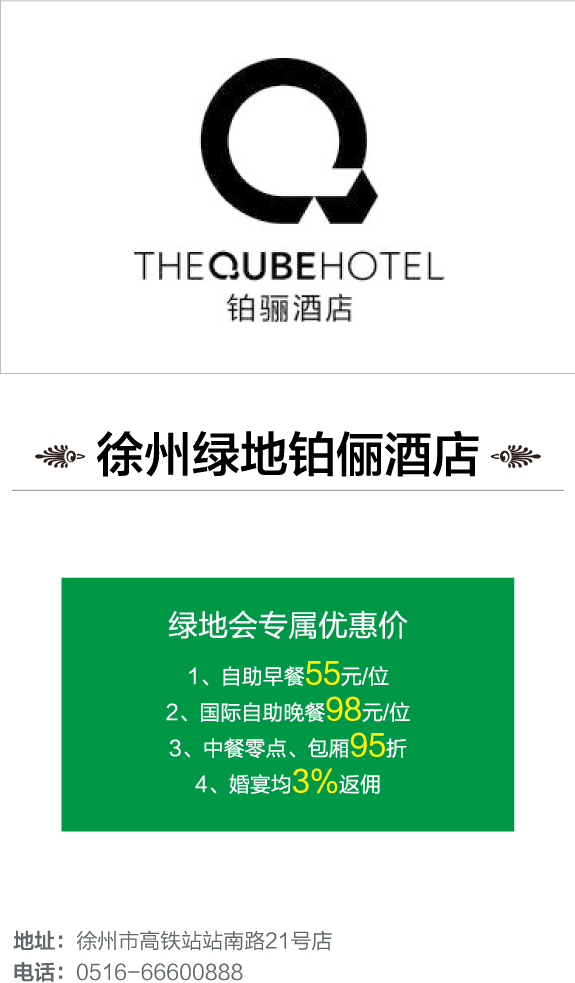 THEQUBEHOTEL
铂骊酒店
徐州绿地铂俪酒店
绿地会专属优惠价
1、自助早餐55元/位
2、国际自助晚餐98元/位
3、中餐零点、包厢95折
4、婚宴均3%返佣
地址：徐州市高铁站站南路21号店
电话：0516-66600888